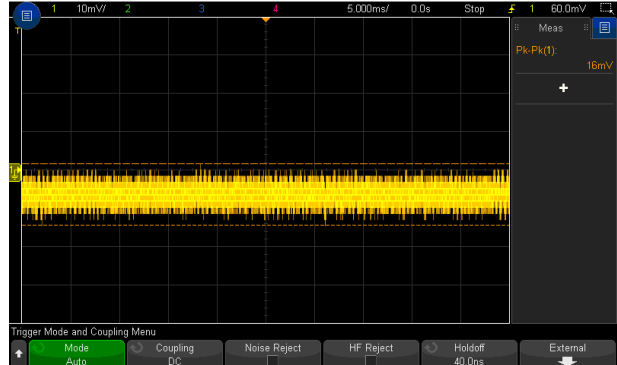 1 10mV/ 2 3 4 5.000ms/ 0.0s Stop 1 60.0mV
T
Meas
Pk-Pk(1):
16mV
1
Trigger Mode and Coupling Menu
Mode Coupling Noise Reject HF Reject Holdoff External
Auto DC 40.0ns